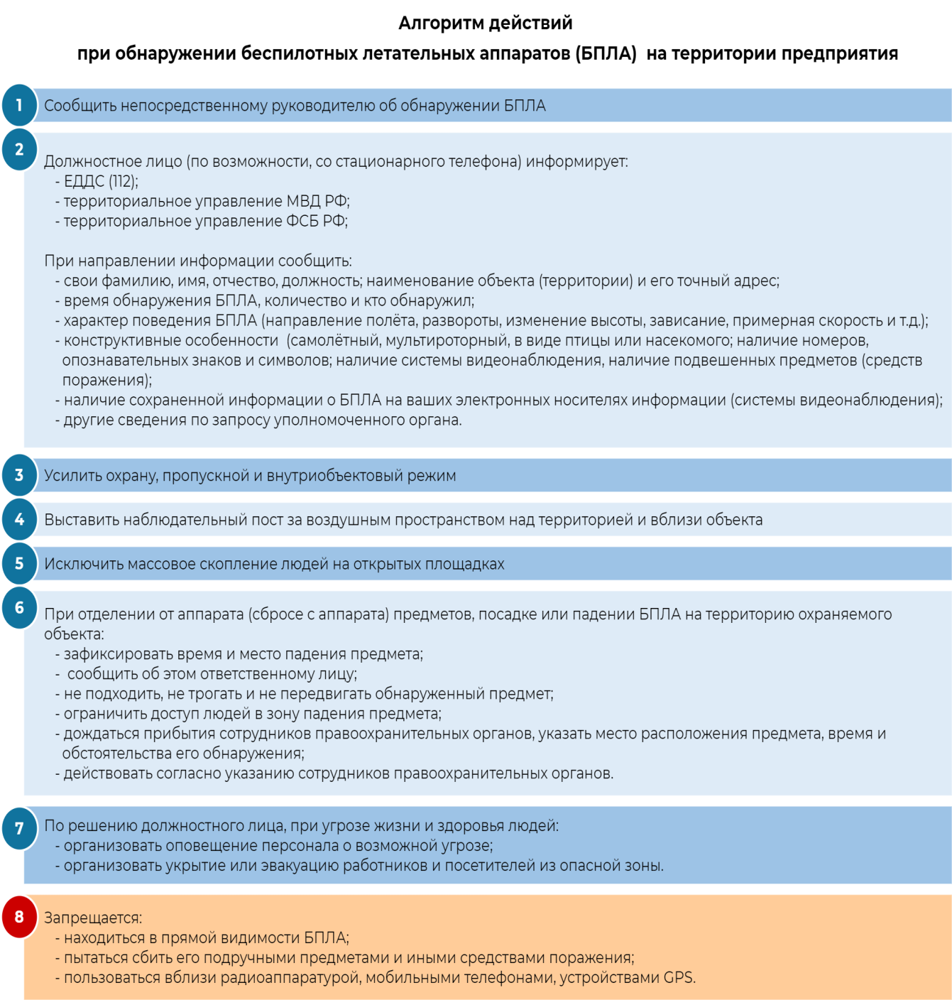 Алгоритм действий
при обнаружении беспилотных летательных аппаратов (БПЛА) на территории предприятия
1
Сообщить непосредственному руководителю об обнаружении БПЛА
2
Должностное лицо (по возможности, со стационарного телефона) информирует:
- ЕДДС (112);
- территориальное управление МВД РФ;
- территориальное управление ФСБ РФ;
При направлении информации сообщить:
- свои фамилию, имя, отчество, должность; наименование объекта (территории) и его точный адрес;
- время обнаружения БПЛА, количество и кто обнаружил;
- характер поведения БПЛА (направление полёта, развороты, изменение высоты, зависание, примерная скорость и т.д.);
- конструктивные особенности (самолётный, мультироторный, в виде птицы или насекомого; наличие номеров,
опознавательных знаков и символов; наличие системы видеонаблюдения, наличие подвешенных предметов (средств
поражения);
- наличие сохраненной информации о БПЛА на ваших электронных носителях информации (системы видеонаблюдения);
- другие сведения по запросу уполномоченного органа.
3
Усилить охрану, пропускной и внутриобъектовый режим
4
Выставить наблюдательный пост за воздушным пространством над территорией и вблизи объекта
5
Исключить массовое скопление людей на открытых площадках
6
При отделении от аппарата (сбросе с аппарата) предметов, посадке или падении БПЛА на территорию охраняемого
объекта:
- зафиксировать время и место падения предмета;
- сообщить об этом ответственному лицу;
- не подходить, не трогать и не передвигать обнаруженный предмет;
- ограничить доступ людей в зону падения предмета;
- дождаться прибытия сотрудников правоохранительных органов, указать место расположения предмета, время и
обстоятельства его обнаружения;
- действовать согласно указанию сотрудников правоохранительных органов.
7
По решению должностного лица, при угрозе жизни и здоровья людей:
- организовать оповещение персонала о возможной угрозе;
- организовать укрытие или эвакуацию работников и посетителей из опасной зоны.
8
Запрещается:
- находиться в прямой видимости БПЛА;
- пытаться сбить его подручными предметами и иными средствами поражения;
- пользоваться вблизи радиоаппаратурой, мобильными телефонами, устройствами GPS.